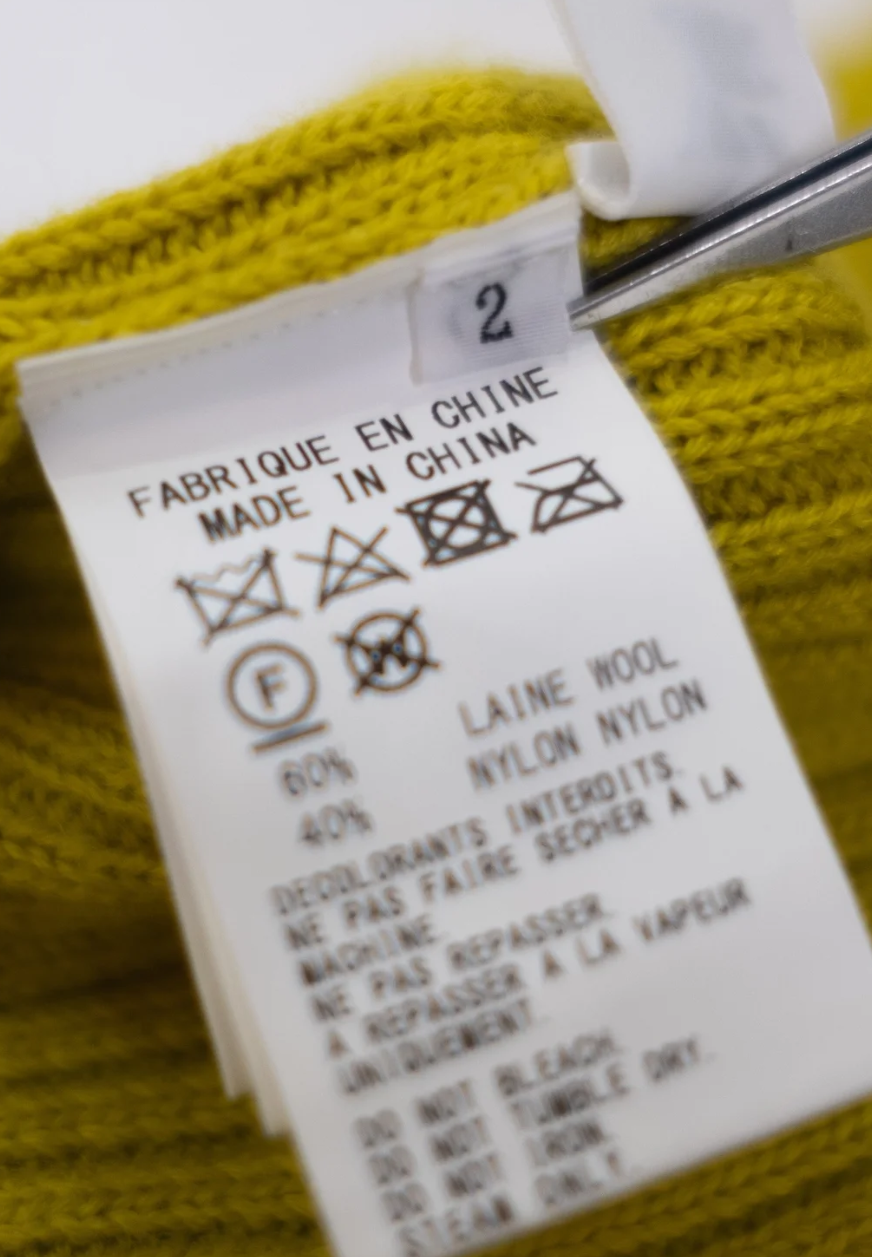 2
FABRIQUE EN CHINE
MADE IN CHINA
F W
60% LAINE WOOL
40% NYLON NYLON
DECOLORANTS INTERDITS.
NE PAS FAIRE SECHER A LA
MACHINE.
NE PAS REPASSER.
A REPASSER A LA VAPEUR
UNIQUEMENT.
DO NOT BLEACH.
DO NOT TUMBLE DRY.
DO NOT IRON.
STEAM ONLY.